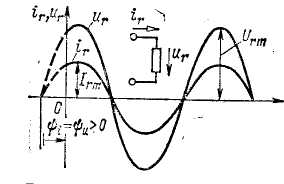 i_r, u_r
u_r
i_r
u_r
U_rm
i_r
I_rm
0
ψ_i = ψ_u > 0